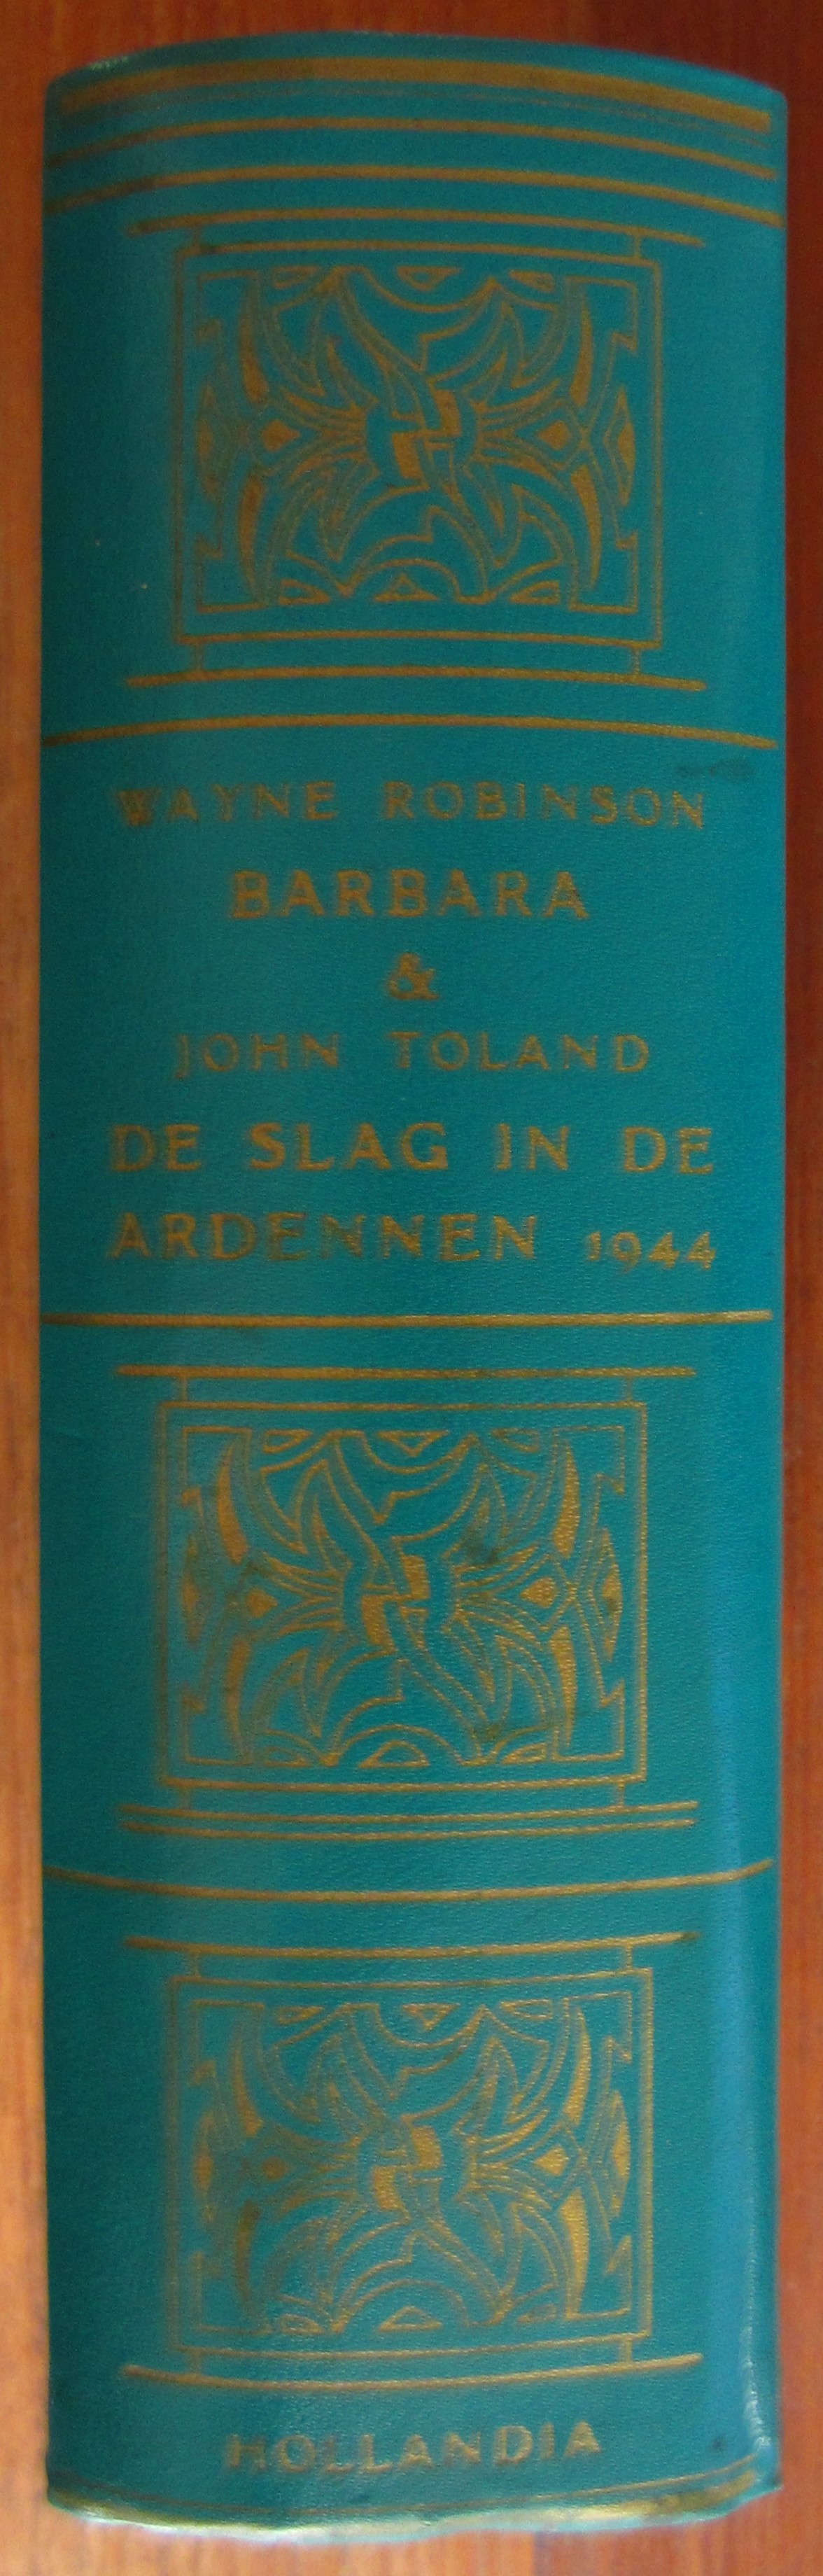 WAYNE ROBINSON
BARBARA
&
JOHN TOLAND
DE SLAG IN DE
ARDENNEN 1944
HOLLANDIA